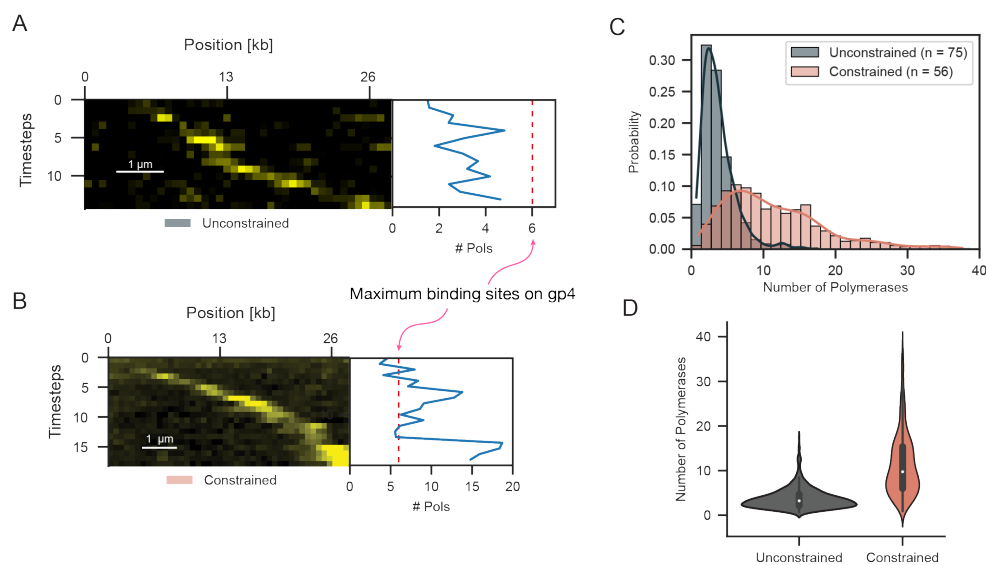 A
Position [kb]
0 13 26
Timesteps
0
5
10
1 µm
Unconstrained
0 2 4 6
# Pols
Maximum binding sites on gp4
B
Position [kb]
0 13 26
Timesteps
0
5
10
15
1 µm
Constrained
0 5 10 15 20
# Pols
C
Probability
0.30
0.25
0.20
0.15
0.10
0.05
0.00
Unconstrained (n = 75)
Constrained (n = 56)
0 10 20 30 40
Number of Polymerases
D
Number of Polymerases
40
30
20
10
0
Unconstrained Constrained